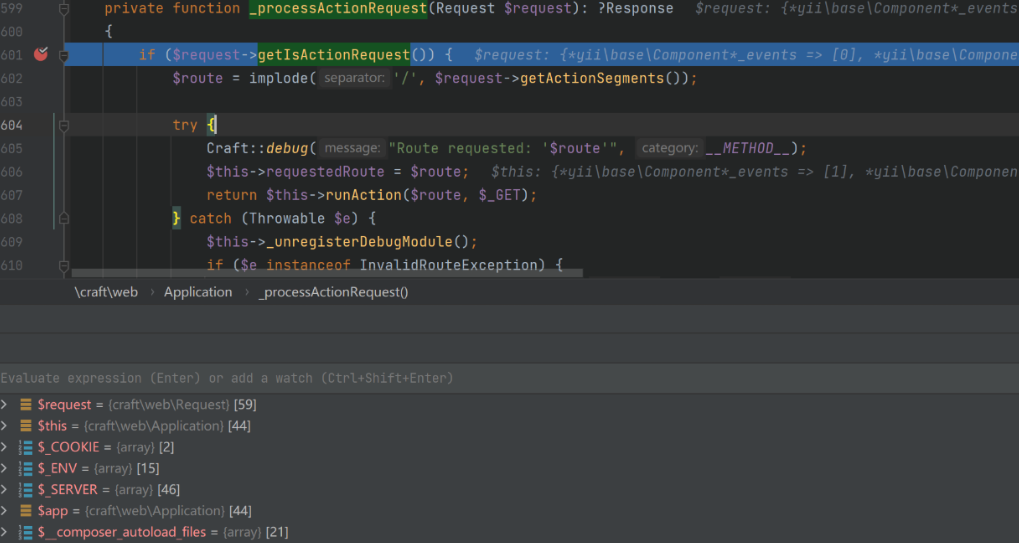 599 private function _processActionRequest(Request $request): ?Response $request: {*yii\base\Component*_events
600 {
601 if ($request->getIsActionRequest()) { $request: {*yii\base\Component*_events => [0], *yii\base\Compone
602 $route = implode( separator: '/', $request->getActionSegments());
603
604 try {
605 Craft::debug( message: "Route requested: '$route'", category: __METHOD__);
606 $this->requestedRoute = $route; $this: {*yii\base\Component*_events => [1], *yii\base\Component
607 return $this->runAction($route, $_GET);
608 } catch (Throwable $e) {
609 $this->_unregisterDebugModule();
610 if ($e instanceof InvalidRouteException) {
\craft\web › Application › _processActionRequest()
Evaluate expression (Enter) or add a watch (Ctrl+Shift+Enter)
$request = {craft\web\Request} [59]
$this = {craft\web\Application} [44]
$_COOKIE = {array} [2]
$_ENV = {array} [15]
$_SERVER = {array} [46]
$app = {craft\web\Application} [44]
$__composer_autoload_files = {array} [21]